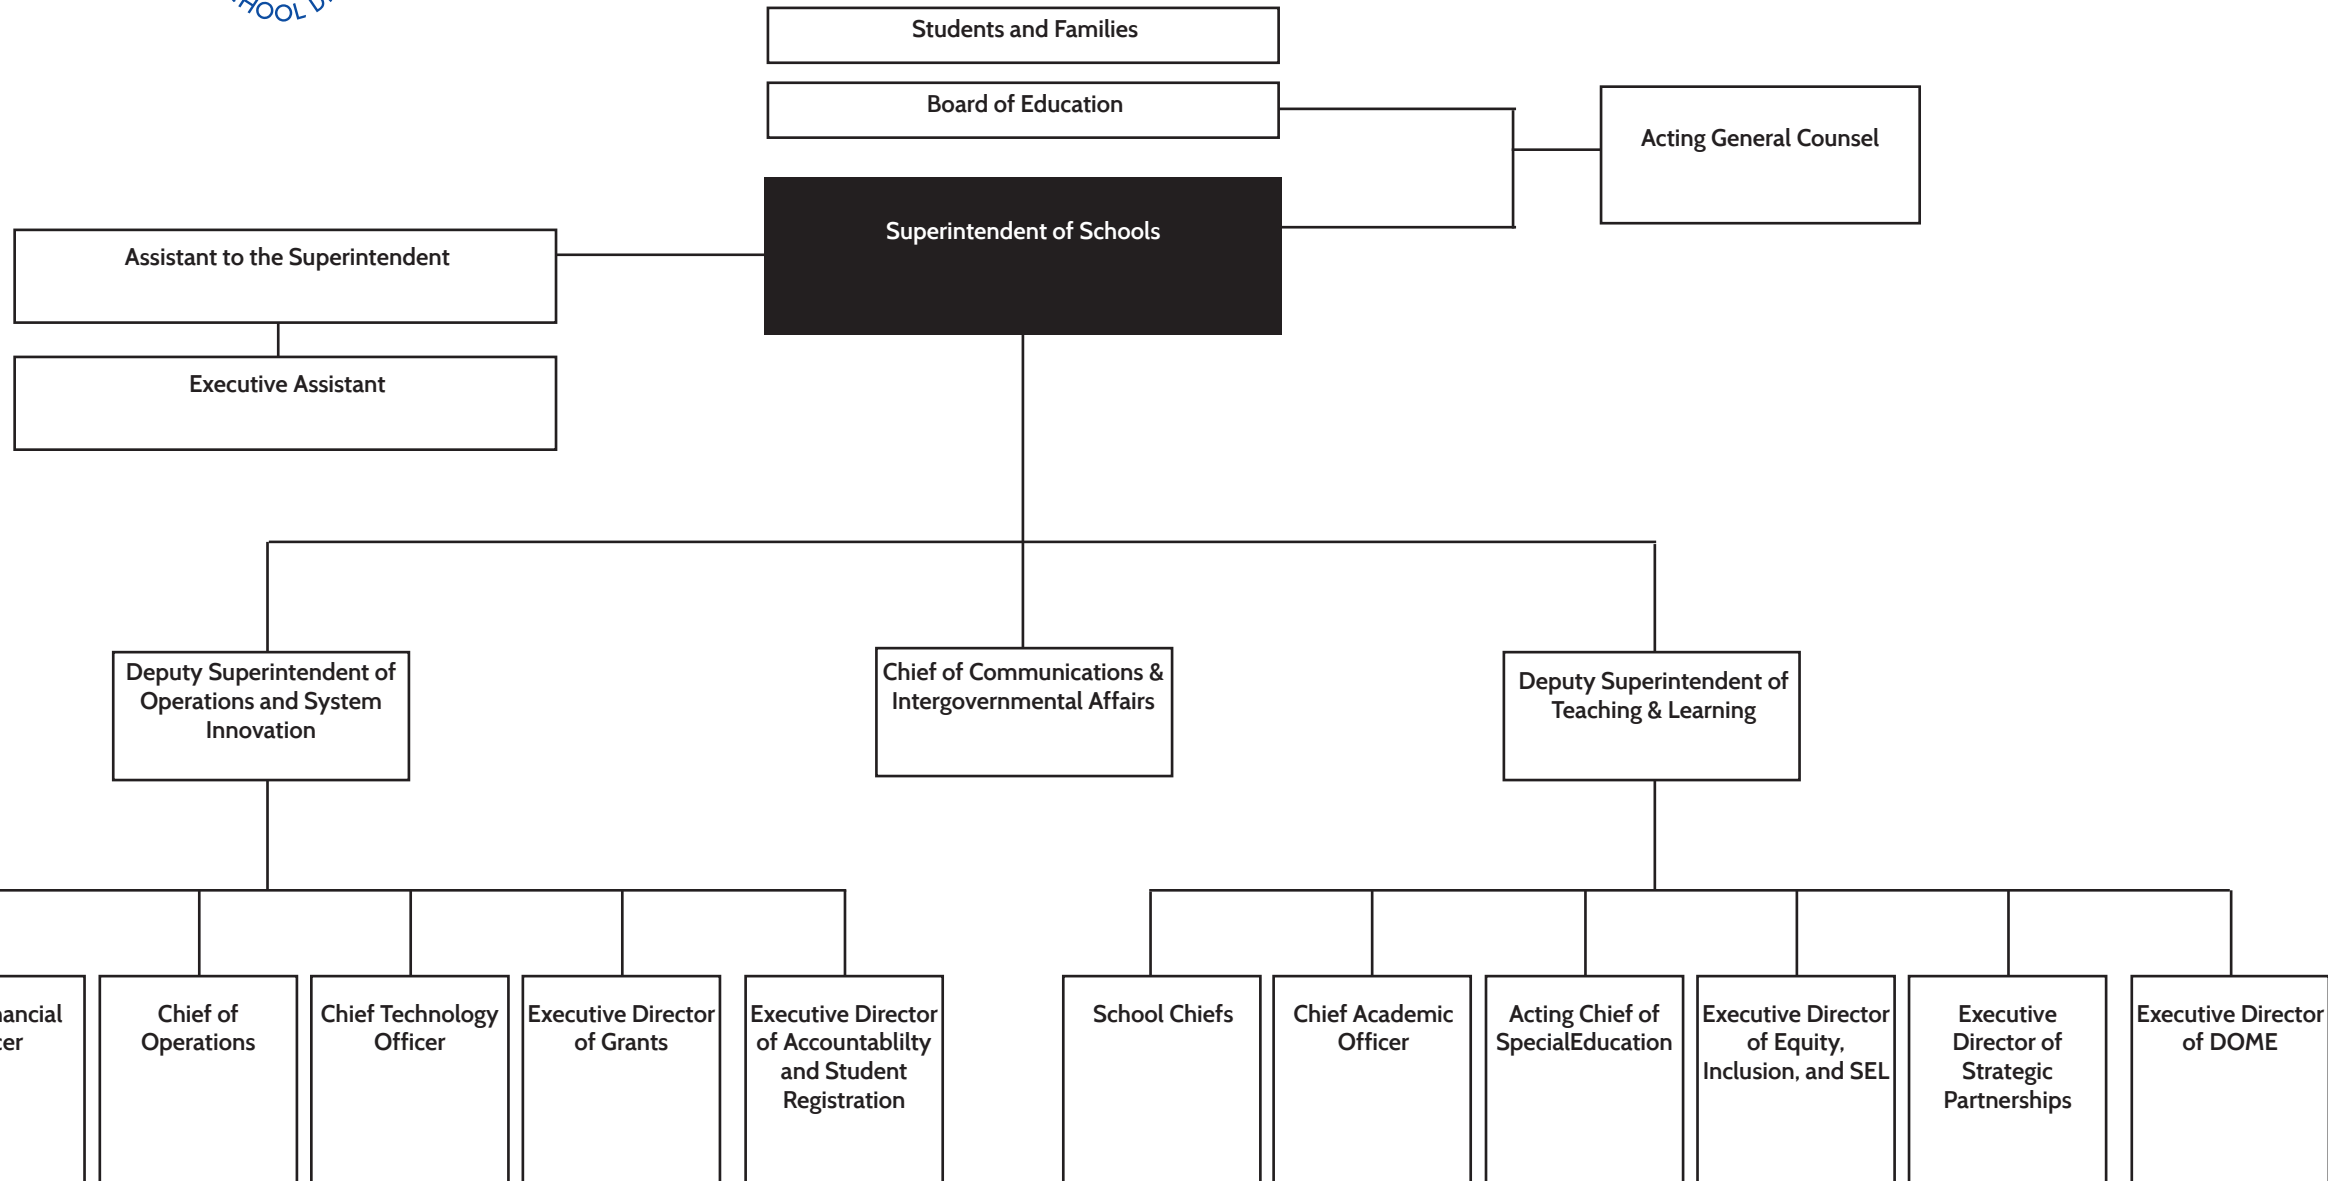 Students and Families
Board of Education
Acting General Counsel
Superintendent of Schools
Assistant to the Superintendent
Executive Assistant
Deputy Superintendent of
Operations and System
Innovation
Chief of Communications &
Intergovernmental Affairs
Deputy Superintendent of
Teaching & Learning
Chief of
Operations
Chief Technology
Officer
Executive Director
of Grants
Executive Director
of Accountablilty
and Student
Registration
School Chiefs
Chief Academic
Officer
Acting Chief of
SpecialEducation
Executive Director
of Equity,
Inclusion, and SEL
Executive
Director of
Strategic
Partnerships
Executive Director
of DOME